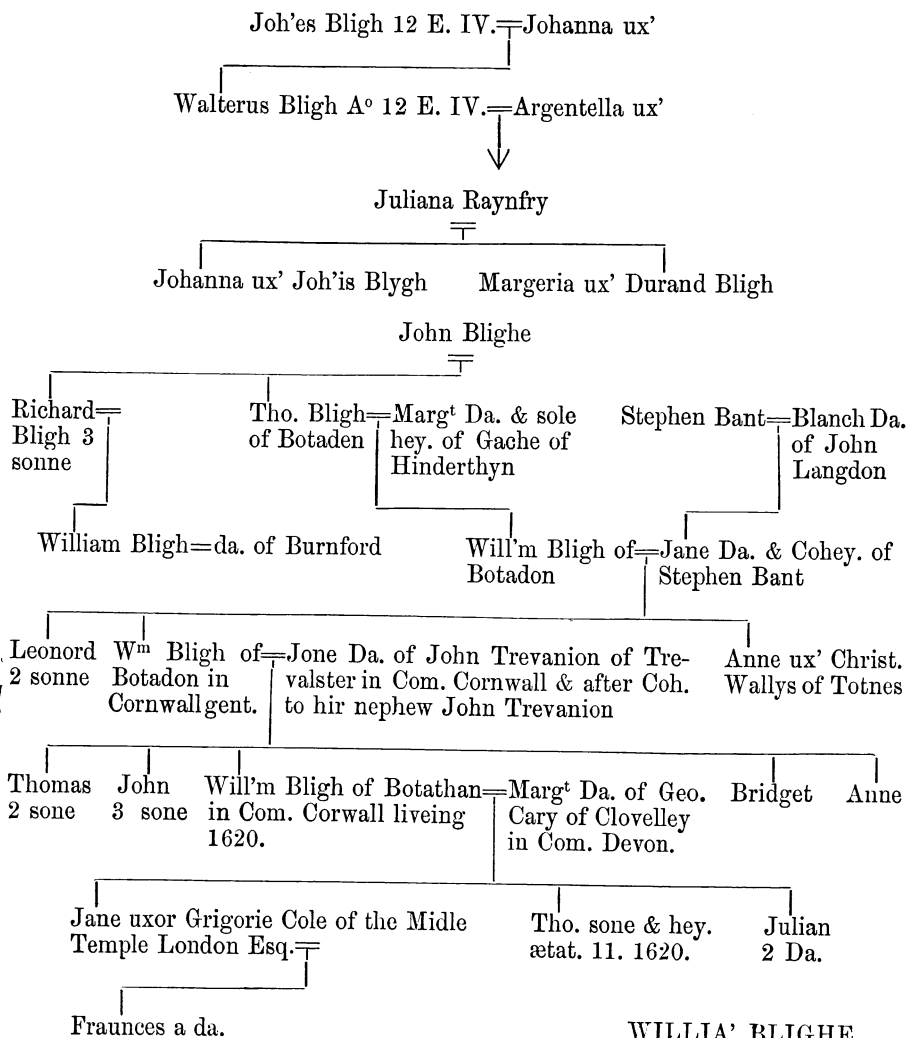 Joh'es Bligh 12 E. IV.=Johanna ux'
Walterus Bligh Aº 12 E. IV.=Argentella ux'
Juliana Raynfry
Johanna ux' Joh'is Blygh
Margeria ux' Durand Bligh
John Blighe
Richard=
Bligh 3
sonne
Tho. Bligh=Margᵗ Da. & sole
of Botaden hey. of Gache of
Hinderthyn
Stephen Bant=Blanch Da.
of John
Langdon
William Bligh=da. of Burnford
Will'm Bligh of=Jane Da. & Cohey. of
Botadon Stephen Bant
Leonord
2 sonne
Wᵐ Bligh of=Jone Da. of John Trevanion of Tre-
Botadon in valster in Com. Cornwall & after Coh.
Cornwall gent. to hir nephew John Trevanion
Anne ux' Christ.
Wallys of Totnes
Thomas
2 sone
John
3 sone
Will'm Bligh of Botathan=Margᵗ Da. of Geo.
in Com. Corwall liveing Cary of Clovelley
1620. in Com. Devon.
Bridget
Anne
Jane uxor Grigorie Cole of the Midle
Temple London Esq.=
Tho. sone & hey.
ætat. 11. 1620.
Julian
2 Da.
Fraunces a da.
WILLIA' BLIGHE